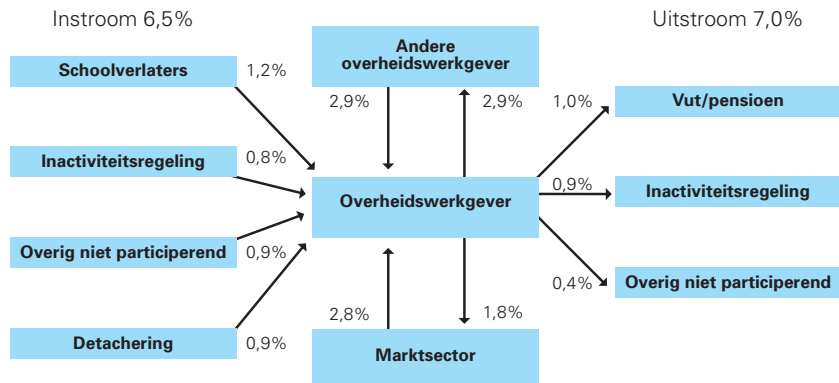 Instroom 6,5%
Uitstroom 7,0%
Andere
overheidswerkgever
Schoolverlaters
1,2%
2,9%
2,9%
1,0%
Vut/pensioen
Inactiviteitsregeling
0,8%
Overheidswerkgever
0,9%
Inactiviteitsregeling
Overig niet participerend
0,9%
0,4%
Overig niet participerend
Detachering
0,9%
2,8%
1,8%
Marktsector